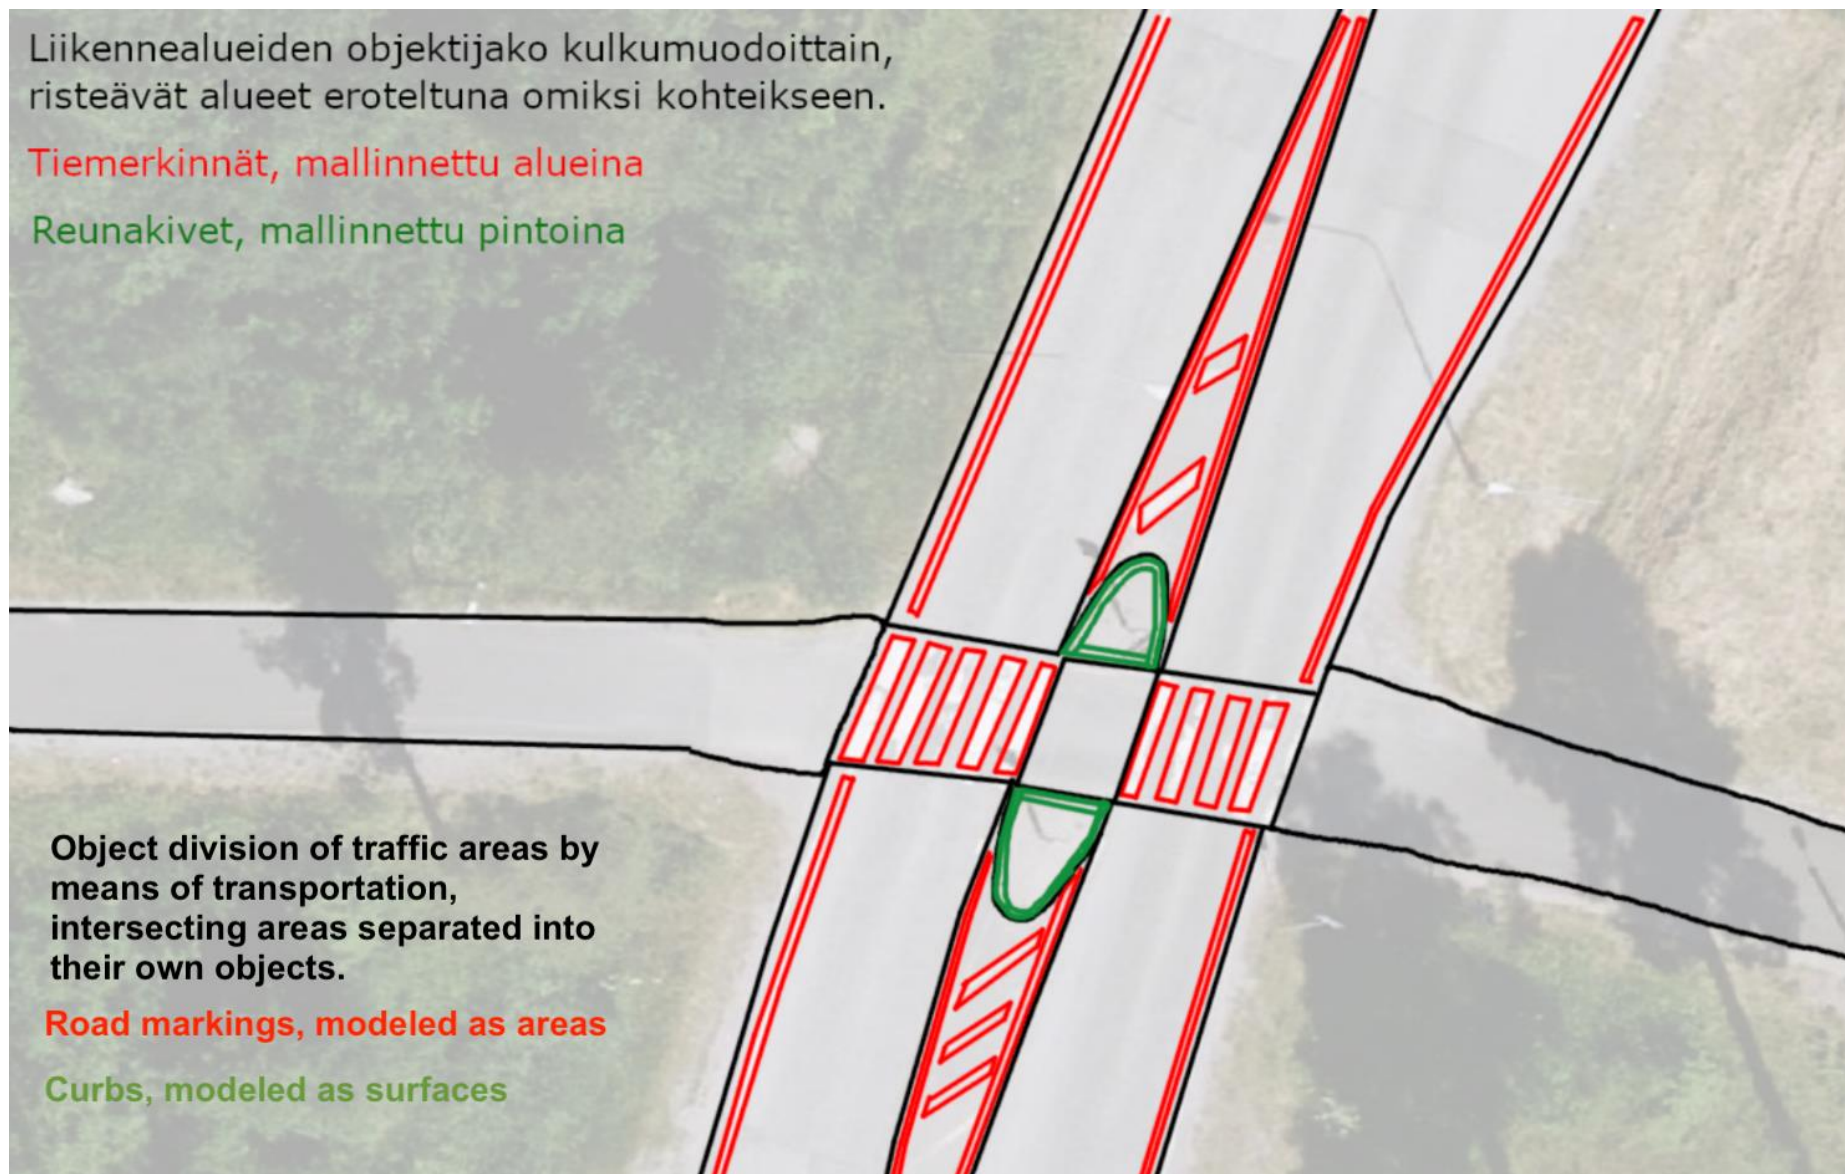 Liikennealueiden objektijako kulkumuodoittain,
risteävät alueet eroteltuna omiksi kohteikseen.
Tiemerkinnät, mallinnettu alueina
Reunakivet, mallinnettu pintoina
Object division of traffic areas by
means of transportation,
intersecting areas separated into
their own objects.
Road markings, modeled as areas
Curbs, modeled as surfaces